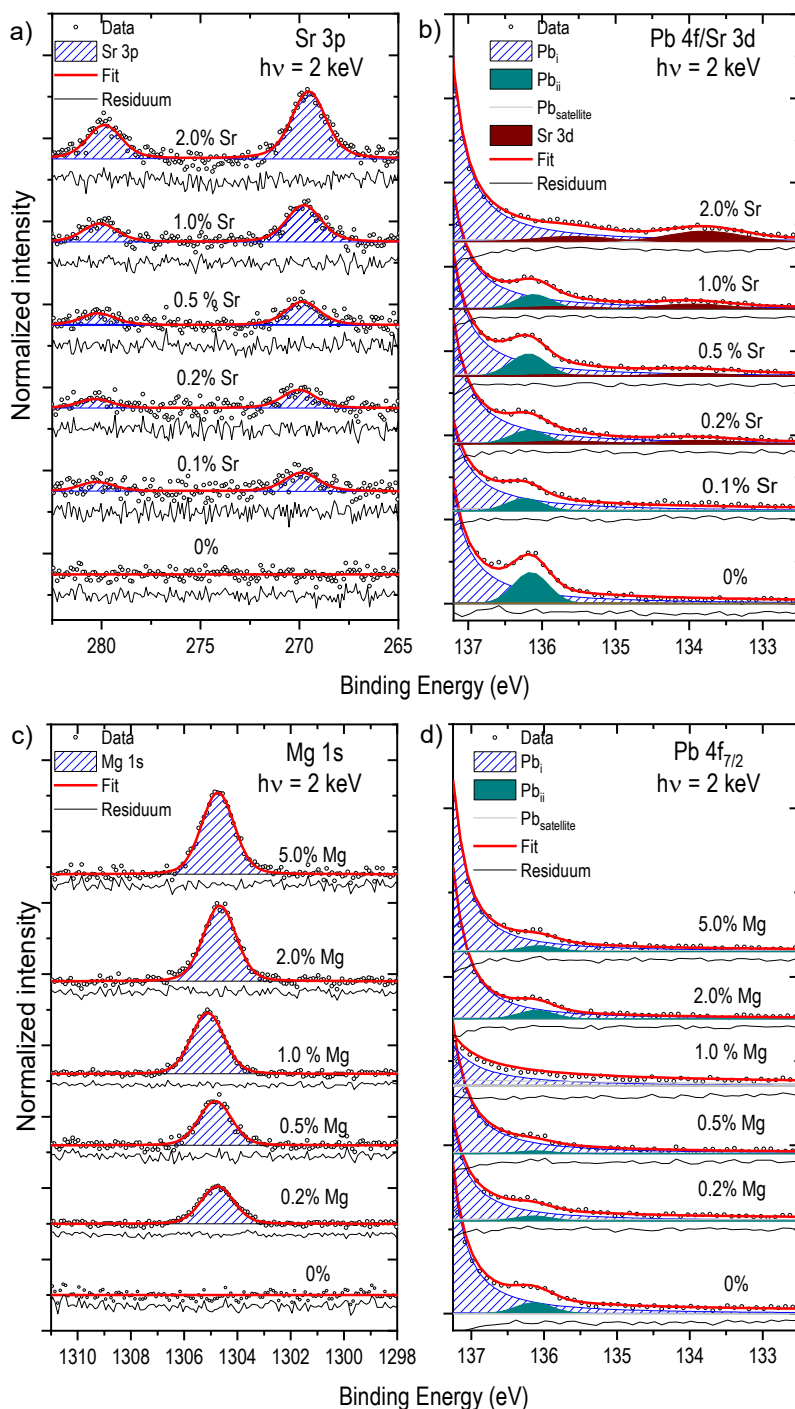 a)
Data
Sr 3p
Fit
Residuum
Sr 3p
hν = 2 keV
2.0% Sr
1.0% Sr
0.5 % Sr
0.2% Sr
0.1% Sr
0%
280 275 270 265
Normalized intensity
b)
Data
Pb_i
Pb_ii
Pb_satellite
Sr 3d
Fit
Residuum
Pb 4f/Sr 3d
hν = 2 keV
2.0% Sr
1.0% Sr
0.5 % Sr
0.2% Sr
0.1% Sr
0%
137 136 135 134 133
Binding Energy (eV)
c)
Data
Mg 1s
Fit
Residuum
Mg 1s
hν = 2 keV
5.0% Mg
2.0% Mg
1.0 % Mg
0.5% Mg
0.2% Mg
0%
1310 1308 1306 1304 1302 1300 1298
Normalized intensity
d)
Data
Pb_i
Pb_ii
Pb_satellite
Fit
Residuum
Pb 4f_7/2
hν = 2 keV
5.0% Mg
2.0% Mg
1.0 % Mg
0.5% Mg
0.2% Mg
0%
137 136 135 134 133
Binding Energy (eV)